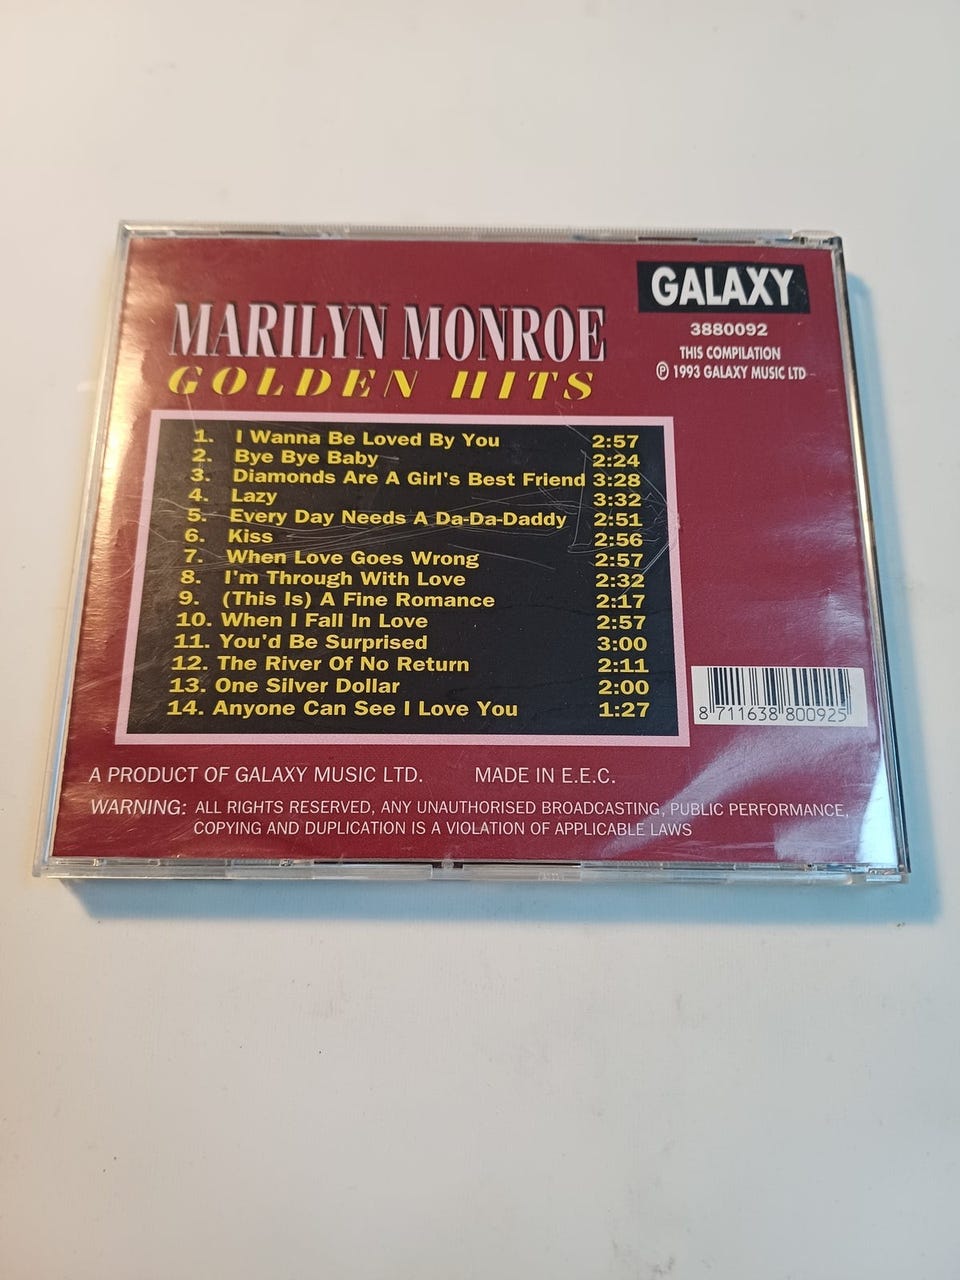 GALAXY
3880092
THIS COMPILATION
Ⓟ 1993 GALAXY MUSIC LTD
MARILYN MONROE
GOLDEN HITS
1. I Wanna Be Loved By You 2:57
2. Bye Bye Baby 2:24
3. Diamonds Are A Girl's Best Friend 3:28
4. Lazy 3:32
5. Every Day Needs A Da-Da-Daddy 2:51
6. Kiss 2:56
7. When Love Goes Wrong 2:57
8. I'm Through With Love 2:32
9. (This Is) A Fine Romance 2:17
10. When I Fall In Love 2:57
11. You'd Be Surprised 3:00
12. The River Of No Return 2:11
13. One Silver Dollar 2:00
14. Anyone Can See I Love You 1:27
8 711638 800925
A PRODUCT OF GALAXY MUSIC LTD. MADE IN E.E.C.
WARNING: ALL RIGHTS RESERVED, ANY UNAUTHORISED BROADCASTING, PUBLIC PERFORMANCE,
COPYING AND DUPLICATION IS A VIOLATION OF APPLICABLE LAWS